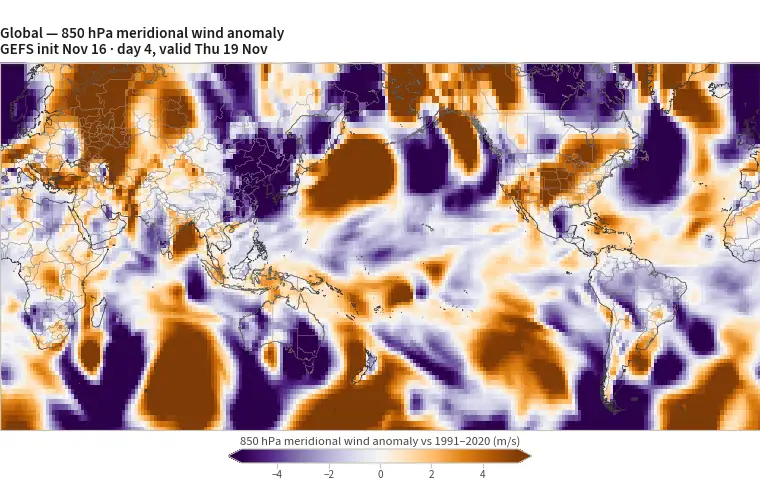 Global — 850 hPa meridional wind anomaly
GEFS init Nov 16 · day 4, valid Thu 19 Nov
850 hPa meridional wind anomaly vs 1991–2020 (m/s)
−4 −2 0 2 4